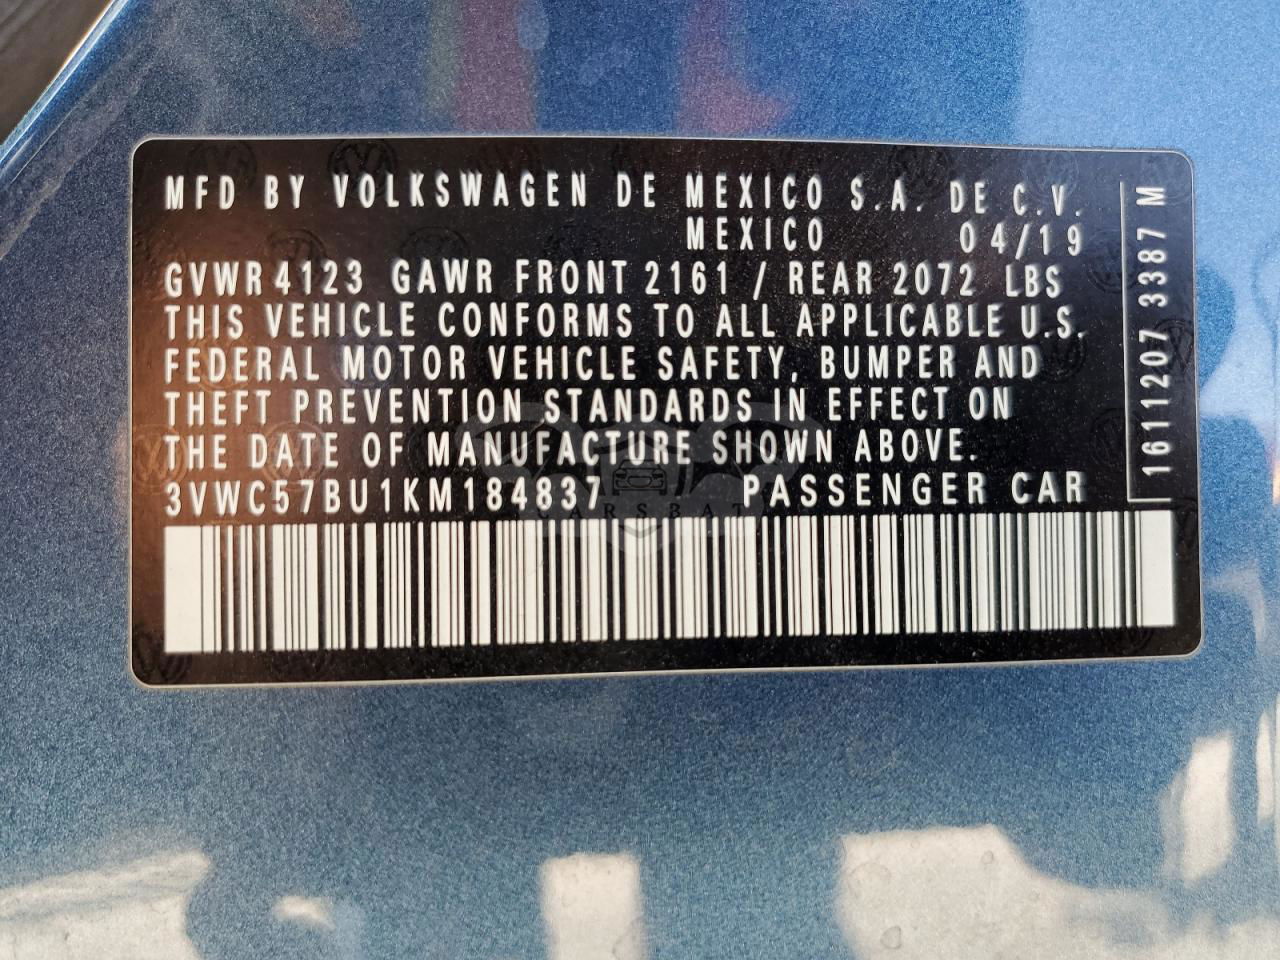 MFD BY VOLKSWAGEN DE MEXICO S.A. DE C.V.
MEXICO 04/19
GVWR 4123 GAWR FRONT 2161 / REAR 2072 LBS
THIS VEHICLE CONFORMS TO ALL APPLICABLE U.S.
FEDERAL MOTOR VEHICLE SAFETY, BUMPER AND
THEFT PREVENTION STANDARDS IN EFFECT ON
THE DATE OF MANUFACTURE SHOWN ABOVE.
3VWC57BU1KM184837 PASSENGER CAR
1611207 3387 M
CARSBAT